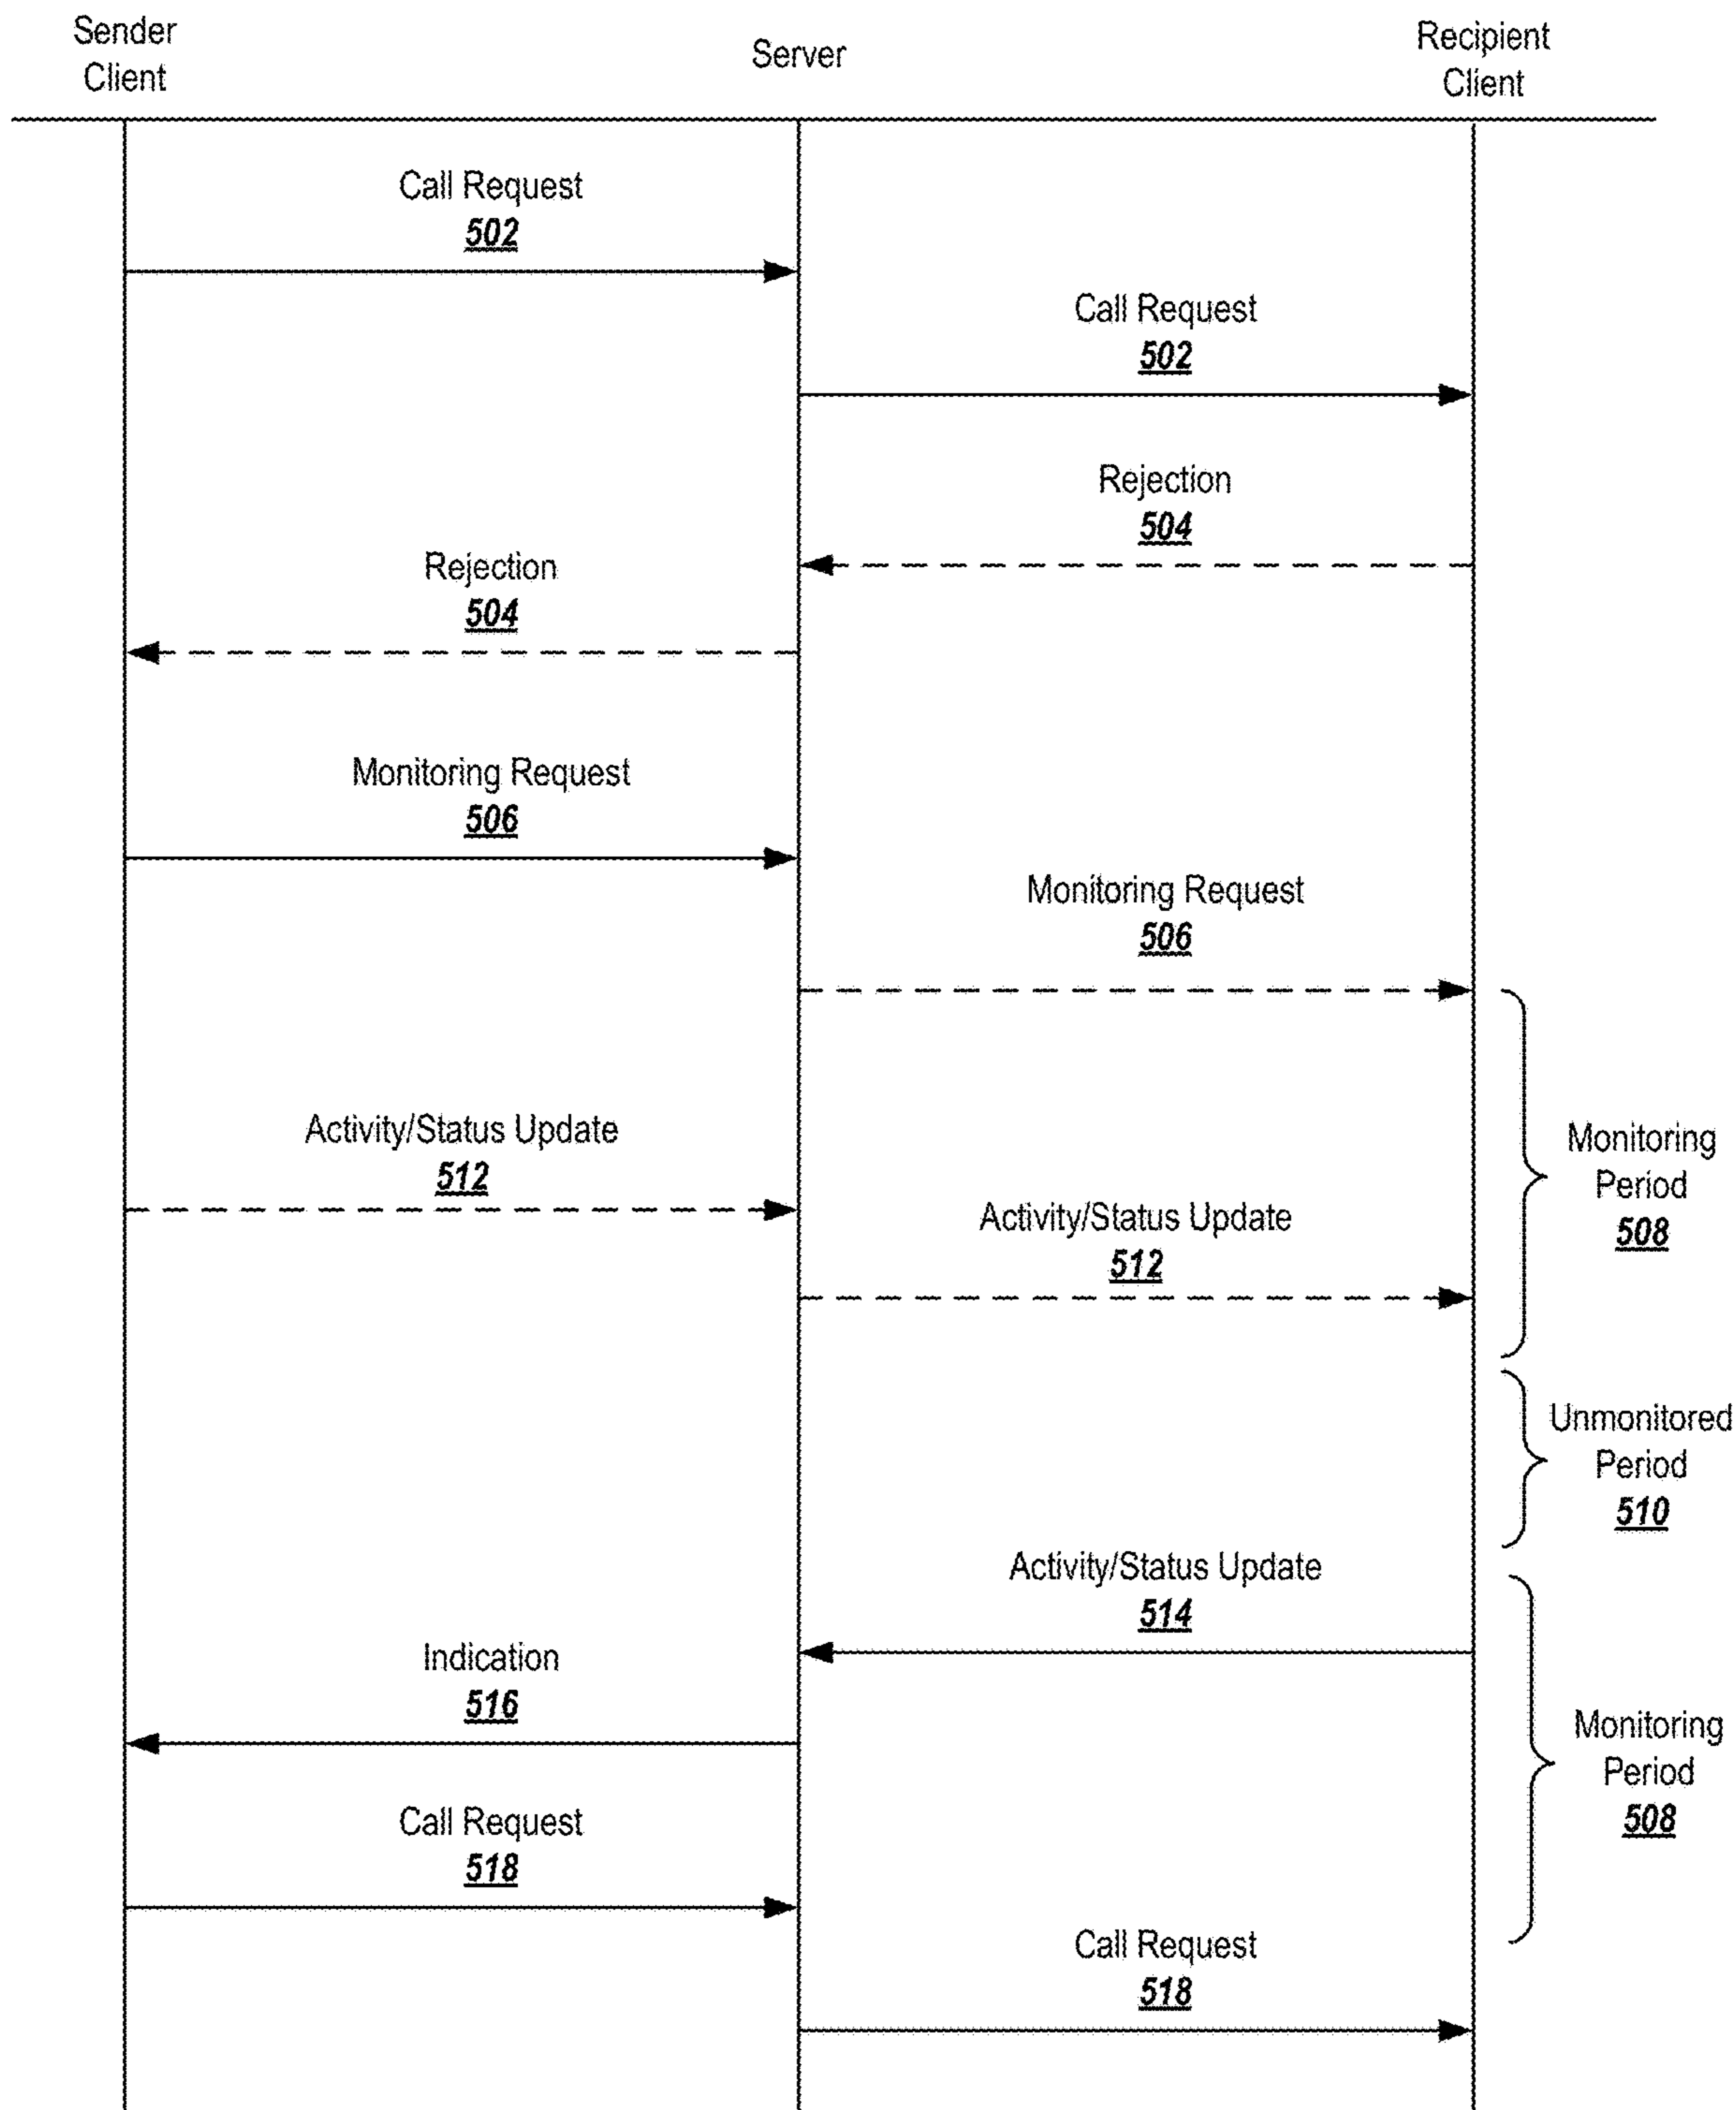 Sender
Client
Server
Recipient
Client
Call Request
502
Call Request
502
Rejection
504
Rejection
504
Monitoring Request
506
Monitoring Request
506
Monitoring
Period
508
Activity/Status Update
512
Activity/Status Update
512
Unmonitored
Period
510
Activity/Status Update
514
Indication
516
Monitoring
Period
508
Call Request
518
Call Request
518